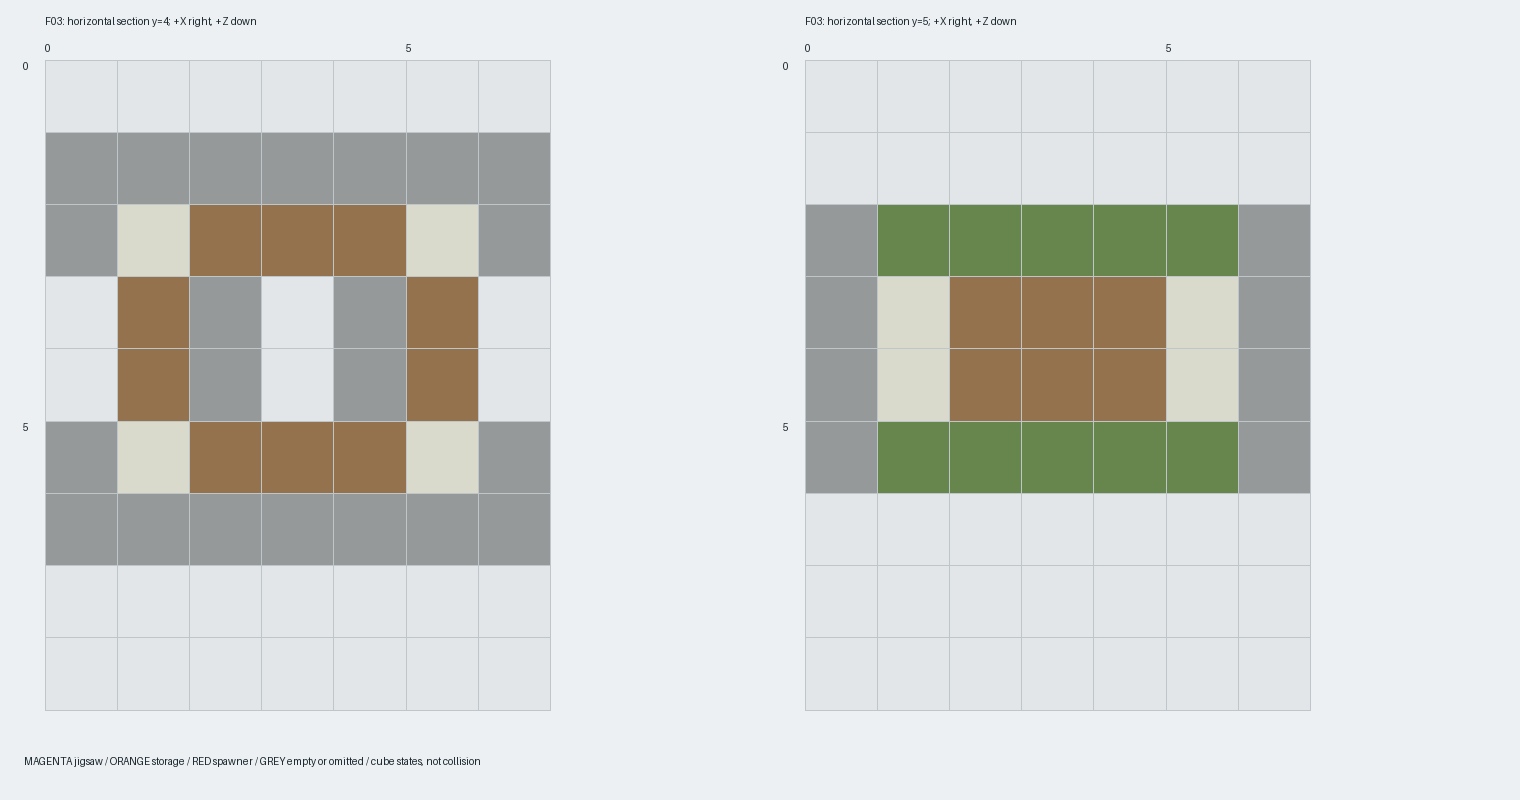 F03: horizontal section y=4; +X right, +Z down
F03: horizontal section y=5; +X right, +Z down
0 5
0 5
0
0
5
5
MAGENTA jigsaw / ORANGE storage / RED spawner / GREY empty or omitted / cube states, not collision